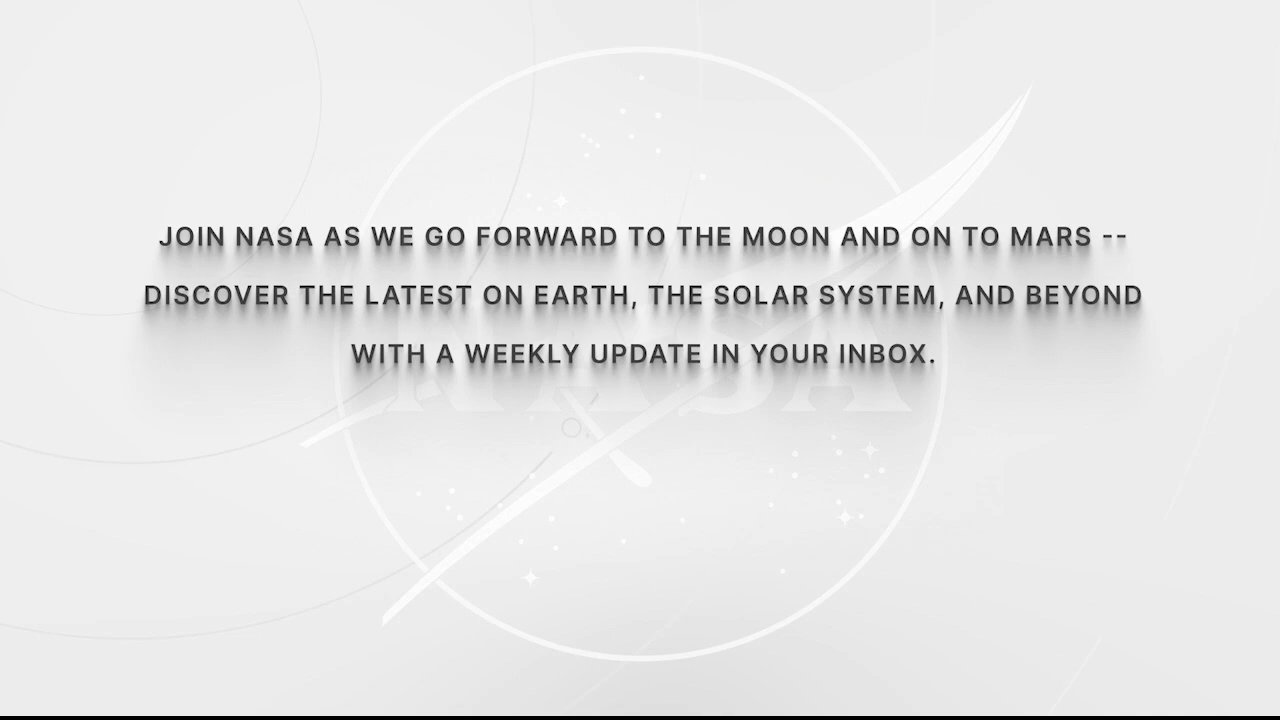 JOIN NASA AS WE GO FORWARD TO THE MOON AND ON TO MARS --
DISCOVER THE LATEST ON EARTH, THE SOLAR SYSTEM, AND BEYOND
WITH A WEEKLY UPDATE IN YOUR INBOX.
NASA